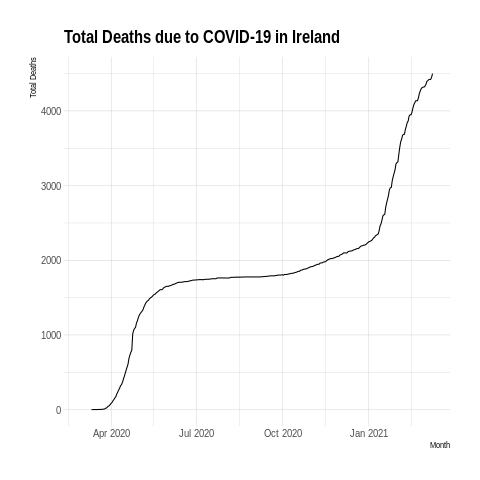 Total Deaths due to COVID-19 in Ireland
Total Deaths
4000
3000
2000
1000
0
Apr 2020 Jul 2020 Oct 2020 Jan 2021
Month